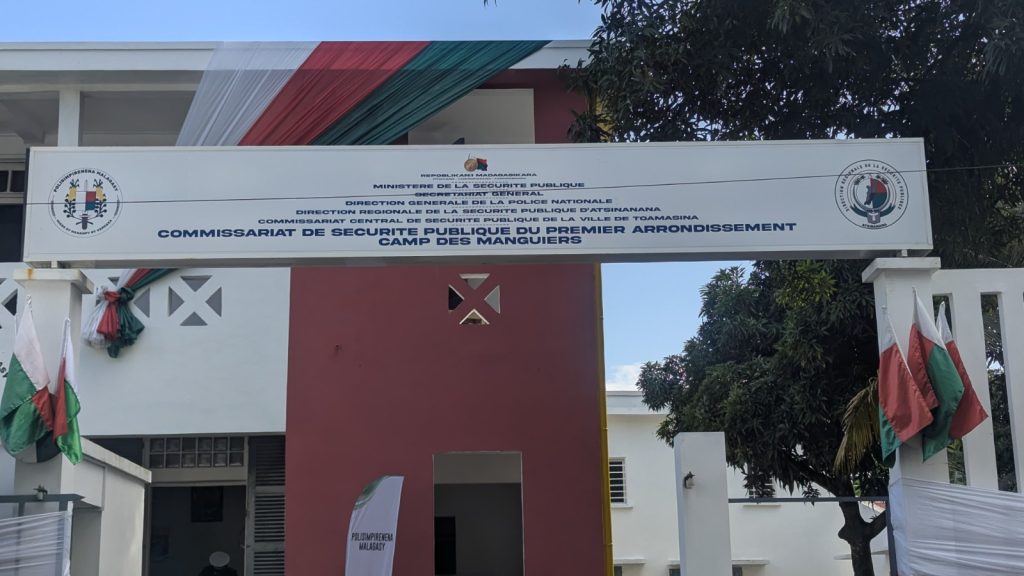 REPOBLIKAN'I MADAGASIKARA
MINISTERE DE LA SECURITE PUBLIQUE
SECRETARIAT GENERAL
DIRECTION GENERALE DE LA POLICE NATIONALE
DIRECTION REGIONALE DE LA SECURITE PUBLIQUE D'ATSINANANA
COMMISSARIAT CENTRAL DE SECURITE PUBLIQUE DE LA VILLE DE TOAMASINA
COMMISSARIAT DE SECURITE PUBLIQUE DU PREMIER ARRONDISSEMENT
CAMP DES MANGUIERS
POLISIMPIRENENA MALAGASY
ATSINANANA
POLISIMPIRENENA
MALAGASY